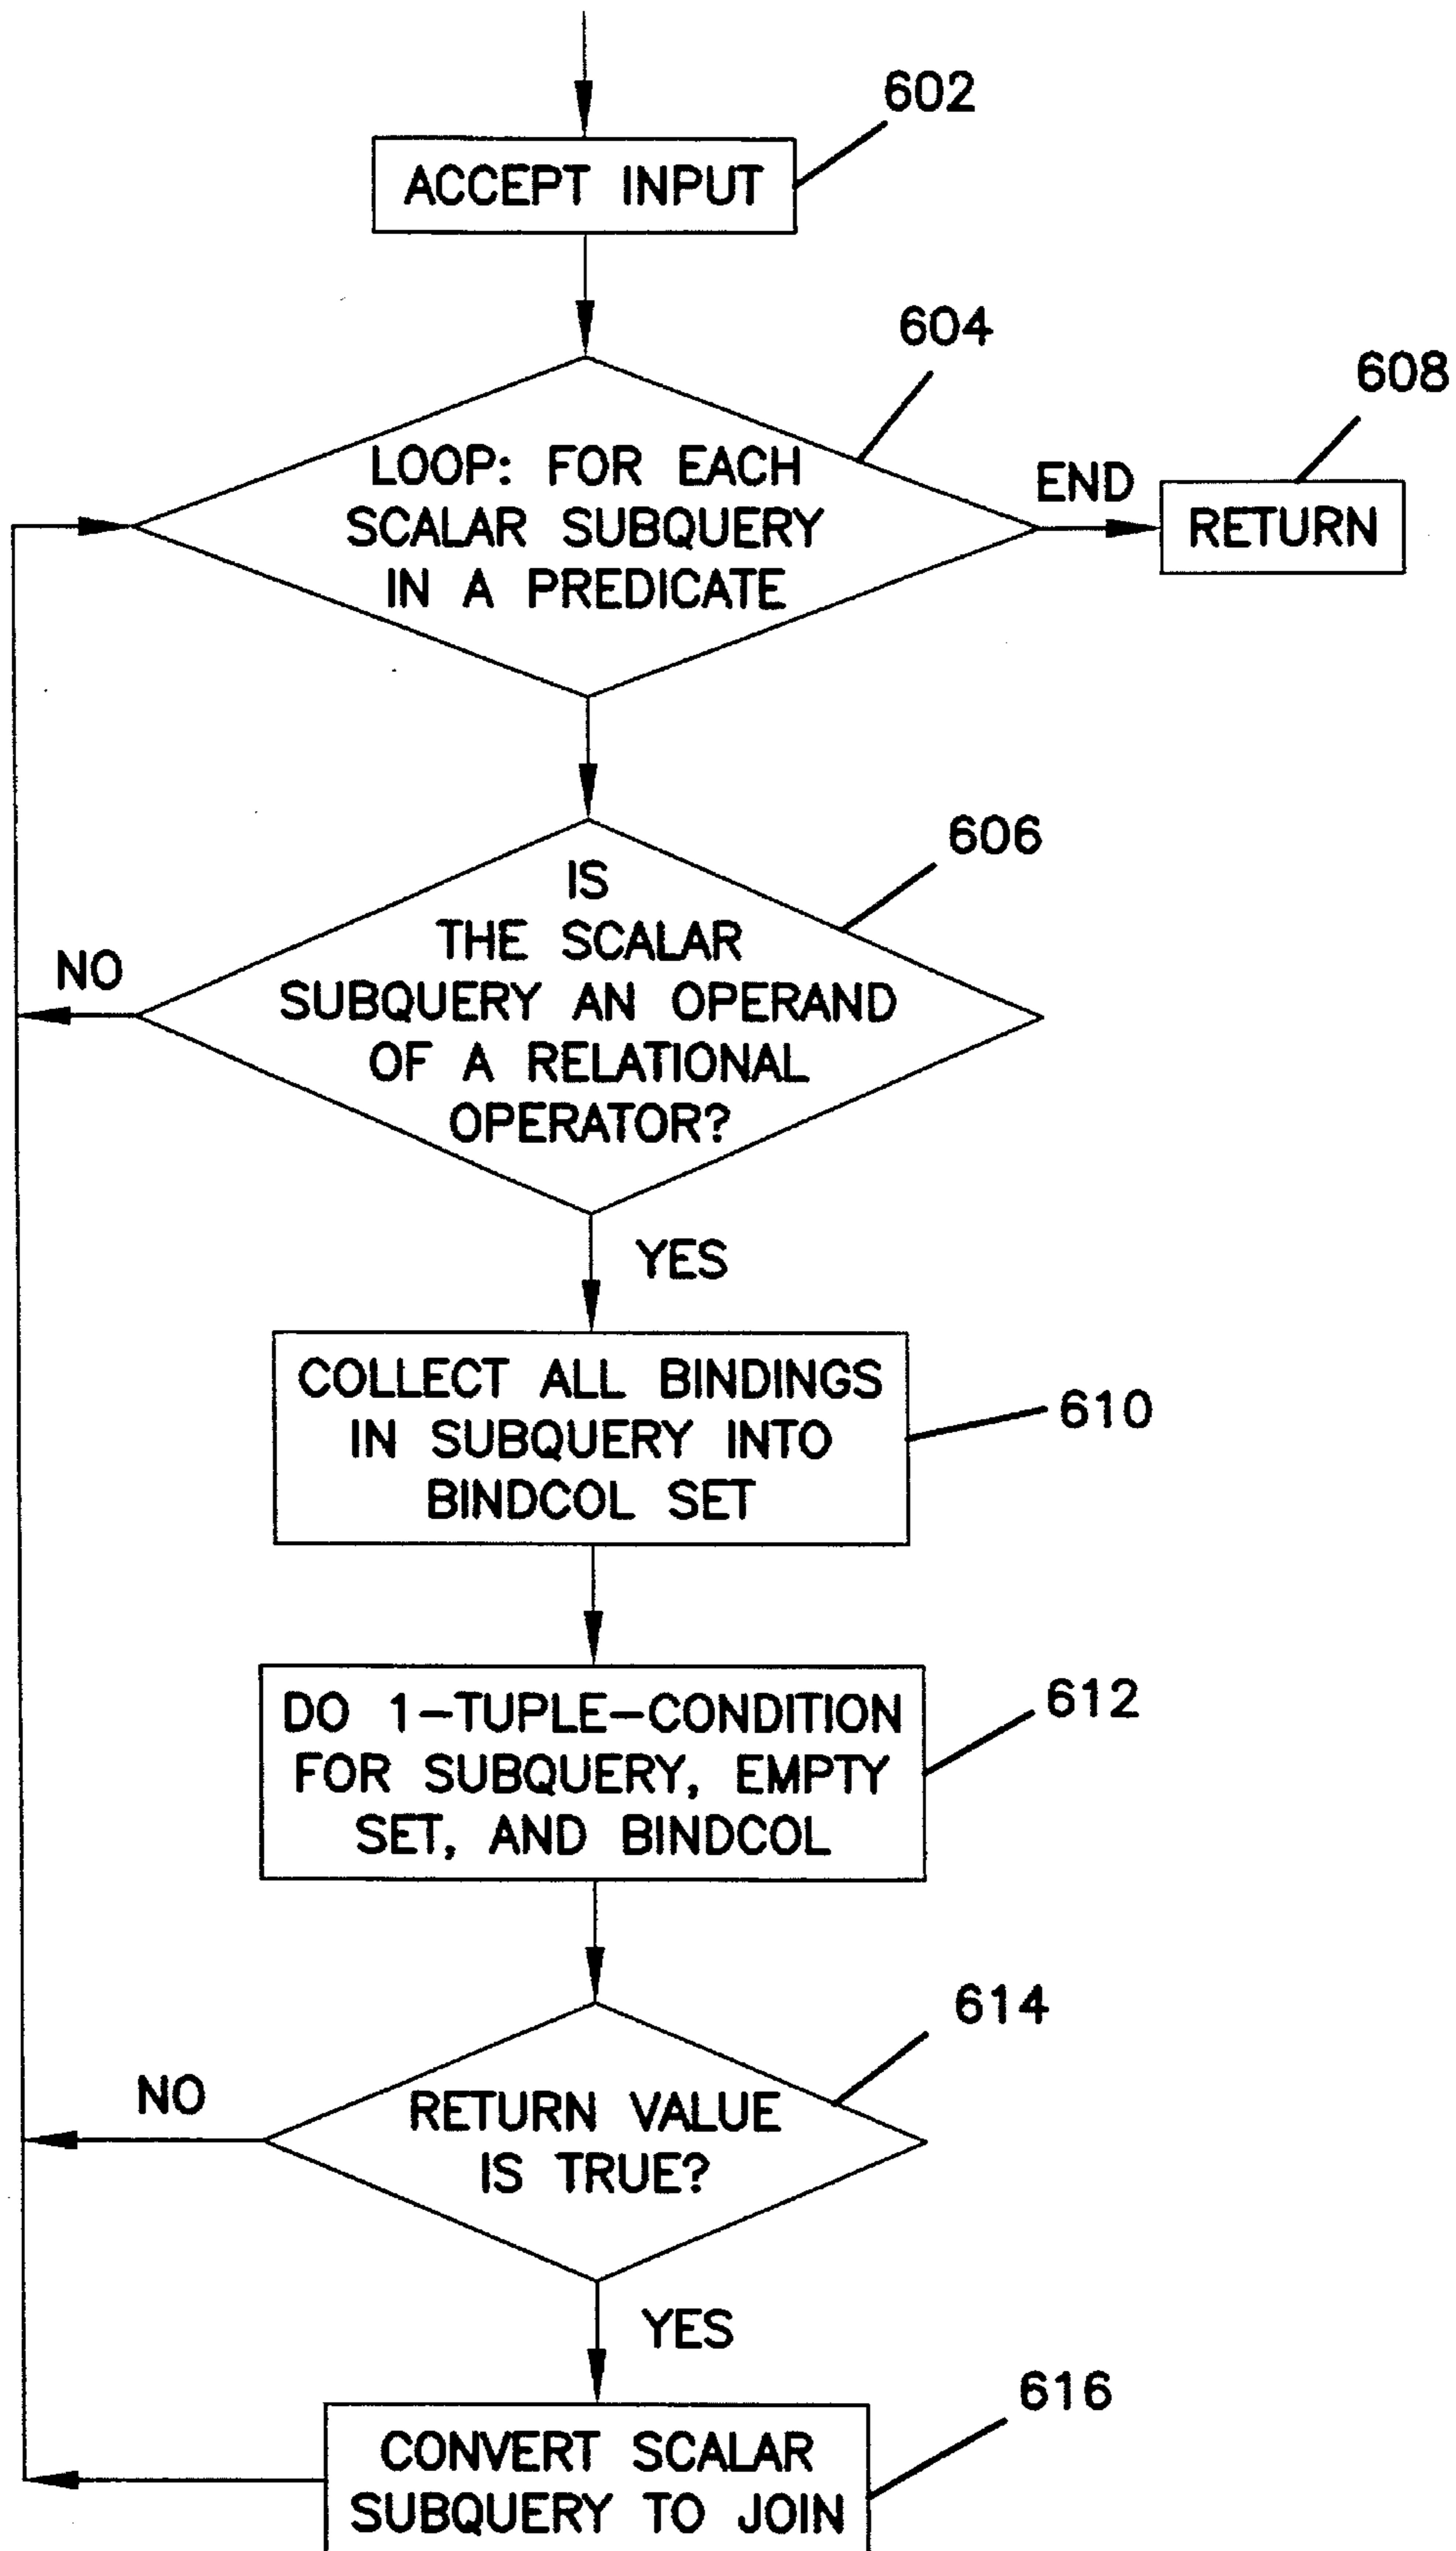 602
ACCEPT INPUT
604
608
LOOP: FOR EACH
SCALAR SUBQUERY
IN A PREDICATE
END
RETURN
606
IS
THE SCALAR
SUBQUERY AN OPERAND
OF A RELATIONAL
OPERATOR?
NO
YES
COLLECT ALL BINDINGS
IN SUBQUERY INTO
BINDCOL SET
610
DO 1-TUPLE-CONDITION
FOR SUBQUERY, EMPTY
SET, AND BINDCOL
612
614
RETURN VALUE
IS TRUE?
NO
YES
616
CONVERT SCALAR
SUBQUERY TO JOIN